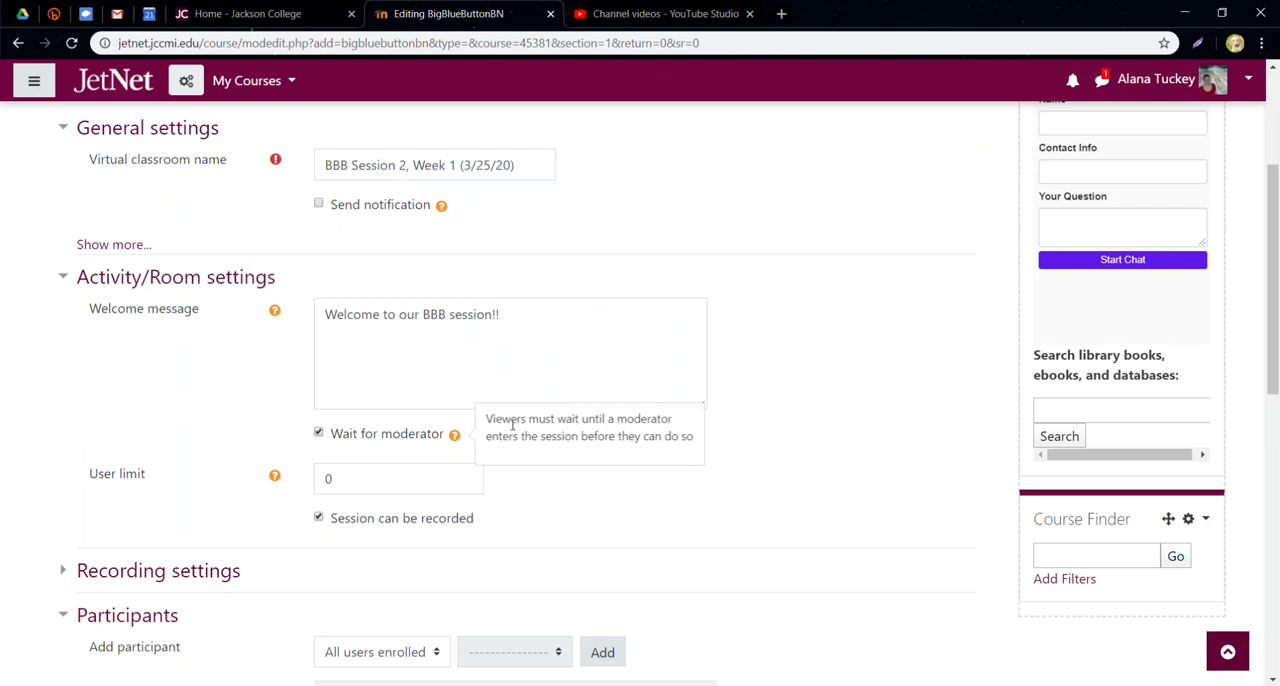 Home - Jackson College
Editing BigBlueButtonBN
Channel videos - YouTube Studio
jetnet.jccmi.edu/course/modedit.php?add=bigbluebuttonbn&type=&course=45381&section=1&return=0&sr=0
JetNet
My Courses
1
Alana Tuckey
General settings
Virtual classroom name
BBB Session 2, Week 1 (3/25/20)
Send notification
Show more...
Activity/Room settings
Welcome message
Welcome to our BBB session!!
Wait for moderator
Viewers must wait until a moderator
enters the session before they can do so
User limit
0
Session can be recorded
Recording settings
Participants
Add participant
All users enrolled
---------------
Add
Name
Contact Info
Your Question
Start Chat
Search library books,
ebooks, and databases:
Search
Course Finder
Go
Add Filters